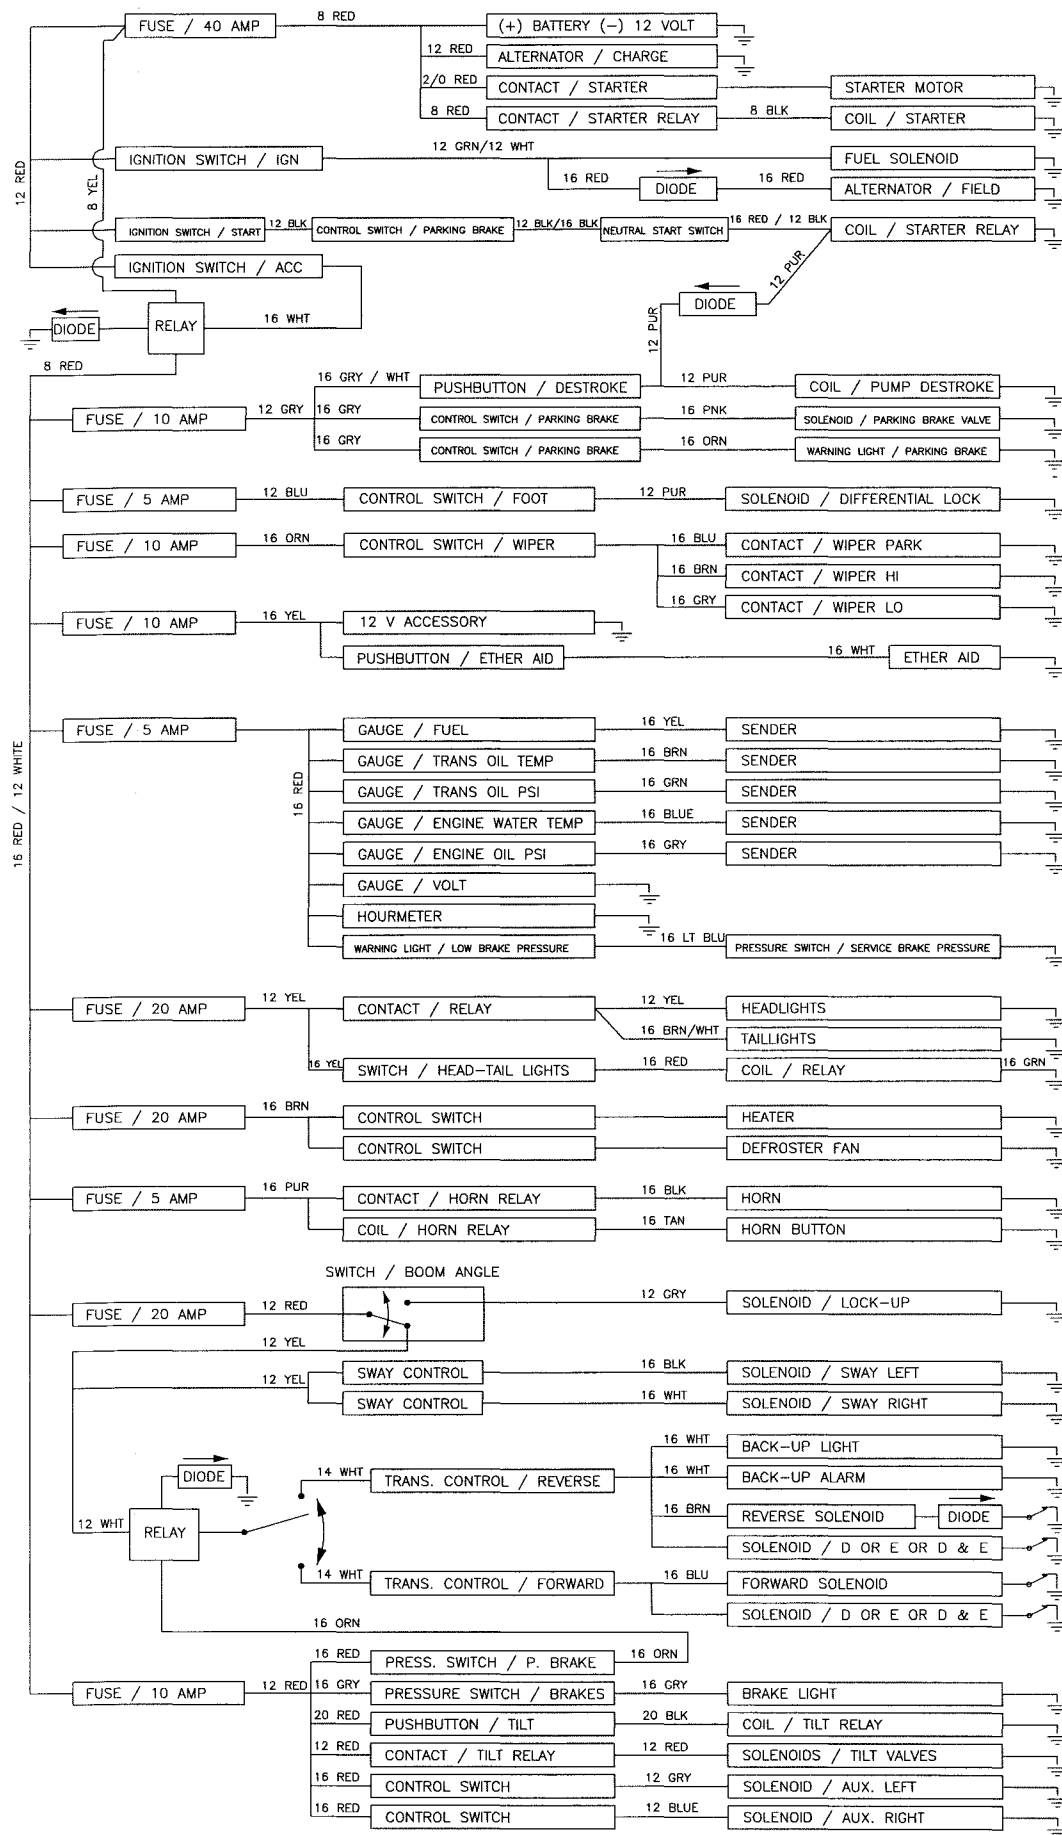 FUSE / 40 AMP 8 RED (+) BATTERY (−) 12 VOLT
12 RED ALTERNATOR / CHARGE
2/0 RED CONTACT / STARTER STARTER MOTOR
8 RED CONTACT / STARTER RELAY 8 BLK COIL / STARTER
12 RED
8 YEL
IGNITION SWITCH / IGN 12 GRN/12 WHT FUEL SOLENOID
16 RED DIODE 16 RED ALTERNATOR / FIELD
IGNITION SWITCH / START 12 BLK CONTROL SWITCH / PARKING BRAKE 12 BLK/16 BLK NEUTRAL START SWITCH 16 RED / 12 BLK COIL / STARTER RELAY
IGNITION SWITCH / ACC
12 PUR
DIODE
DIODE RELAY 16 WHT
12 PUR
8 RED
16 GRY / WHT PUSHBUTTON / DESTROKE 12 PUR COIL / PUMP DESTROKE
FUSE / 10 AMP 12 GRY 16 GRY CONTROL SWITCH / PARKING BRAKE 16 PNK SOLENOID / PARKING BRAKE VALVE
16 GRY CONTROL SWITCH / PARKING BRAKE 16 ORN WARNING LIGHT / PARKING BRAKE
FUSE / 5 AMP 12 BLU CONTROL SWITCH / FOOT 12 PUR SOLENOID / DIFFERENTIAL LOCK
FUSE / 10 AMP 16 ORN CONTROL SWITCH / WIPER 16 BLU CONTACT / WIPER PARK
16 BRN CONTACT / WIPER HI
16 GRY CONTACT / WIPER LO
FUSE / 10 AMP 16 YEL 12 V ACCESSORY
PUSHBUTTON / ETHER AID 16 WHT ETHER AID
16 RED / 12 WHITE
FUSE / 5 AMP GAUGE / FUEL 16 YEL SENDER
16 RED
GAUGE / TRANS OIL TEMP 16 BRN SENDER
GAUGE / TRANS OIL PSI 16 GRN SENDER
GAUGE / ENGINE WATER TEMP 16 BLUE SENDER
GAUGE / ENGINE OIL PSI 16 GRY SENDER
GAUGE / VOLT
HOURMETER
WARNING LIGHT / LOW BRAKE PRESSURE 16 LT BLU PRESSURE SWITCH / SERVICE BRAKE PRESSURE
FUSE / 20 AMP 12 YEL CONTACT / RELAY 12 YEL HEADLIGHTS
16 BRN/WHT TAILLIGHTS
16 YEL SWITCH / HEAD-TAIL LIGHTS 16 RED COIL / RELAY 16 GRN
FUSE / 20 AMP 16 BRN CONTROL SWITCH HEATER
CONTROL SWITCH DEFROSTER FAN
FUSE / 5 AMP 16 PUR CONTACT / HORN RELAY 16 BLK HORN
COIL / HORN RELAY 16 TAN HORN BUTTON
SWITCH / BOOM ANGLE
FUSE / 20 AMP 12 RED 12 GRY SOLENOID / LOCK-UP
12 YEL
12 YEL SWAY CONTROL 16 BLK SOLENOID / SWAY LEFT
SWAY CONTROL 16 WHT SOLENOID / SWAY RIGHT
16 WHT BACK-UP LIGHT
DIODE 14 WHT TRANS. CONTROL / REVERSE 16 WHT BACK-UP ALARM
16 BRN REVERSE SOLENOID DIODE
12 WHT RELAY
SOLENOID / D OR E OR D & E
14 WHT TRANS. CONTROL / FORWARD 16 BLU FORWARD SOLENOID
SOLENOID / D OR E OR D & E
16 ORN
16 RED PRESS. SWITCH / P. BRAKE 16 ORN
FUSE / 10 AMP 12 RED 16 GRY PRESSURE SWITCH / BRAKES 16 GRY BRAKE LIGHT
20 RED PUSHBUTTON / TILT 20 BLK COIL / TILT RELAY
12 RED CONTACT / TILT RELAY 12 RED SOLENOIDS / TILT VALVES
16 RED CONTROL SWITCH 12 GRY SOLENOID / AUX. LEFT
16 RED CONTROL SWITCH 12 BLUE SOLENOID / AUX. RIGHT